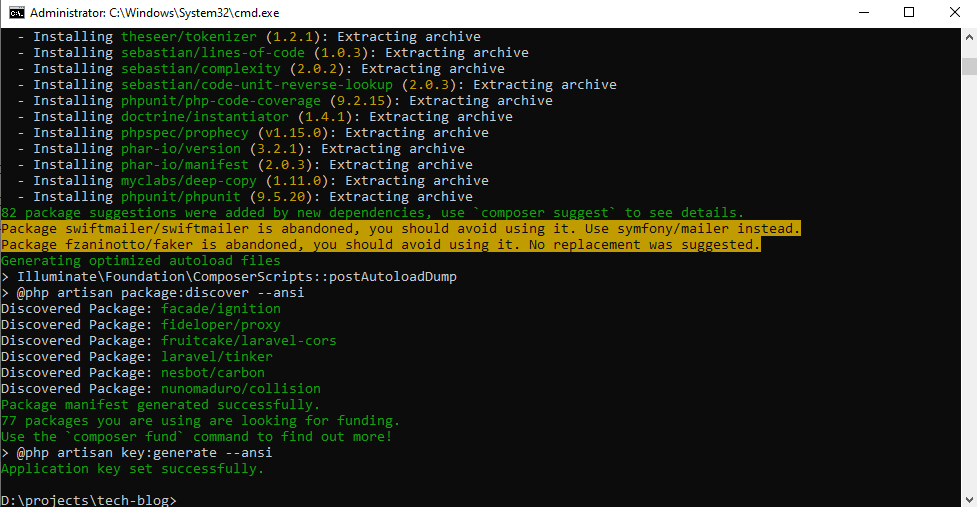 Administrator: C:\Windows\System32\cmd.exe
- Installing theseer/tokenizer (1.2.1): Extracting archive
- Installing sebastian/lines-of-code (1.0.3): Extracting archive
- Installing sebastian/complexity (2.0.2): Extracting archive
- Installing sebastian/code-unit-reverse-lookup (2.0.3): Extracting archive
- Installing phpunit/php-code-coverage (9.2.15): Extracting archive
- Installing doctrine/instantiator (1.4.1): Extracting archive
- Installing phpspec/prophecy (v1.15.0): Extracting archive
- Installing phar-io/version (3.2.1): Extracting archive
- Installing phar-io/manifest (2.0.3): Extracting archive
- Installing myclabs/deep-copy (1.11.0): Extracting archive
- Installing phpunit/phpunit (9.5.20): Extracting archive
82 package suggestions were added by new dependencies, use `composer suggest` to see details.
Package swiftmailer/swiftmailer is abandoned, you should avoid using it. Use symfony/mailer instead.
Package fzaninotto/faker is abandoned, you should avoid using it. No replacement was suggested.
Generating optimized autoload files
> Illuminate\Foundation\ComposerScripts::postAutoloadDump
> @php artisan package:discover --ansi
Discovered Package: facade/ignition
Discovered Package: fideloper/proxy
Discovered Package: fruitcake/laravel-cors
Discovered Package: laravel/tinker
Discovered Package: nesbot/carbon
Discovered Package: nunomaduro/collision
Package manifest generated successfully.
77 packages you are using are looking for funding.
Use the `composer fund` command to find out more!
> @php artisan key:generate --ansi
Application key set successfully.
D:\projects\tech-blog>